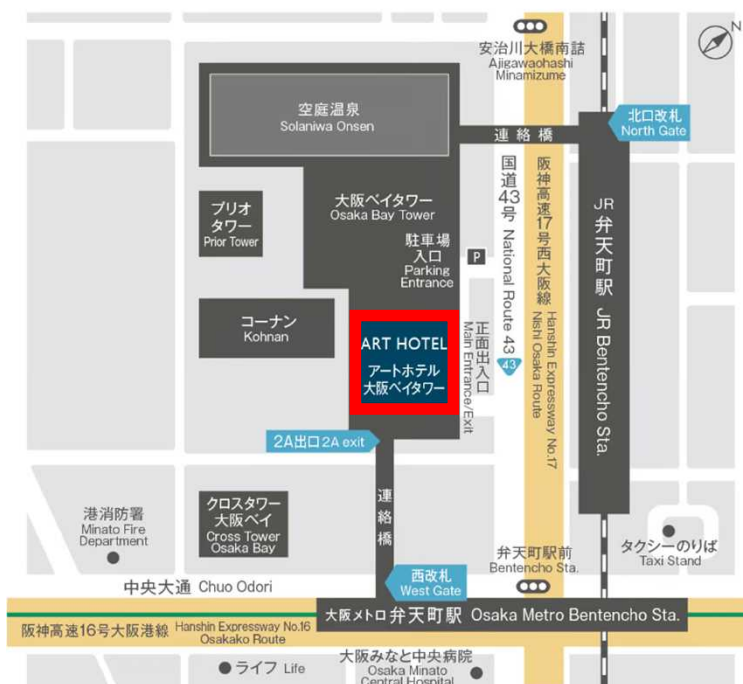 N
安治川大橋南詰
Ajigawaohashi
Minamizume
空庭温泉
Solaniwa Onsen
北口改札
North Gate
連絡橋
大阪ベイタワー
Osaka Bay Tower
プリオ
タワー
Prior Tower
駐車場
入口
Parking
Entrance
P
国道43号 National Route 43
43
阪神高速17号西大阪線
Hanshin Expressway No.17
Nishi Osaka Route
JR弁天町駅 JR Bentencho Sta.
コーナン
Kohnan
ART HOTEL
アートホテル
大阪ベイタワー
正面出入口
Main Entrance/Exit
2A出口 2A exit
連絡橋
クロスタワー
大阪ベイ
Cross Tower
Osaka Bay
港消防署
Minato Fire
Department
弁天町駅前
Bentencho Sta.
タクシーのりば
Taxi Stand
西改札
West Gate
中央大通 Chuo Odori
大阪メトロ 弁天町駅 Osaka Metro Bentencho Sta.
阪神高速16号大阪港線 Hanshin Expressway No.16
Osakako Route
ライフ Life
大阪みなと中央病院
Osaka Minato
Central Hospital